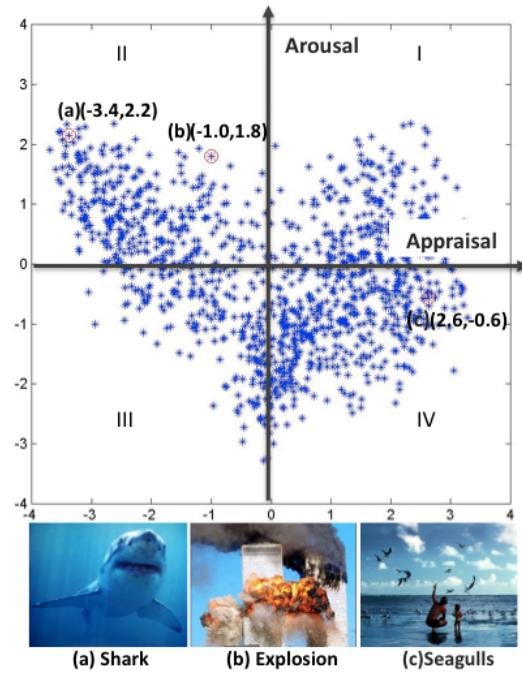 Arousal
II
I
(a)(-3.4,2.2)
(b)(-1.0,1.8)
Appraisal
(c)(2.6,-0.6)
III
IV
4
3
2
1
0
-1
-2
-3
-4
-4 -3 -2 -1 0 1 2 3 4
(a) Shark (b) Explosion (c)Seagulls